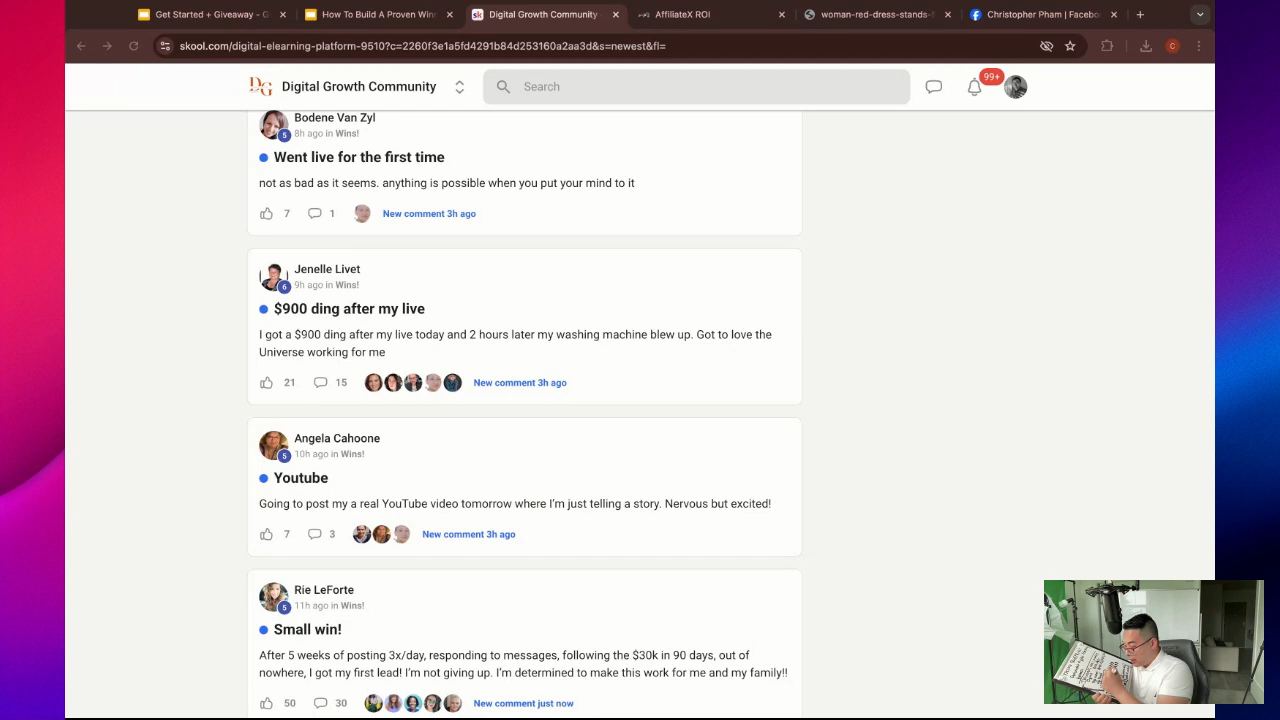 Get Started + Giveaway - G
How To Build A Proven Winn
Digital Growth Community
AffiliateX ROI
woman-red-dress-stands-f
Christopher Pham | Facebo
skool.com/digital-elearning-platform-9510?c=2260f3e1a5fd4291b84d253160a2aa3d&s=newest&fl=
C
DG
Digital Growth Community
Search
99+
Bodene Van Zyl
5
8h ago in Wins!
Went live for the first time
not as bad as it seems. anything is possible when you put your mind to it
7
1
New comment 3h ago
Jenelle Livet
6
9h ago in Wins!
$900 ding after my live
I got a $900 ding after my live today and 2 hours later my washing machine blew up. Got to love the
Universe working for me
21
15
New comment 3h ago
Angela Cahoone
5
10h ago in Wins!
Youtube
Going to post my a real YouTube video tomorrow where I'm just telling a story. Nervous but excited!
7
3
New comment 3h ago
Rie LeForte
5
11h ago in Wins!
Small win!
After 5 weeks of posting 3x/day, responding to messages, following the $30k in 90 days, out of
nowhere, I got my first lead! I'm not giving up. I'm determined to make this work for me and my family!!
50
30
New comment just now